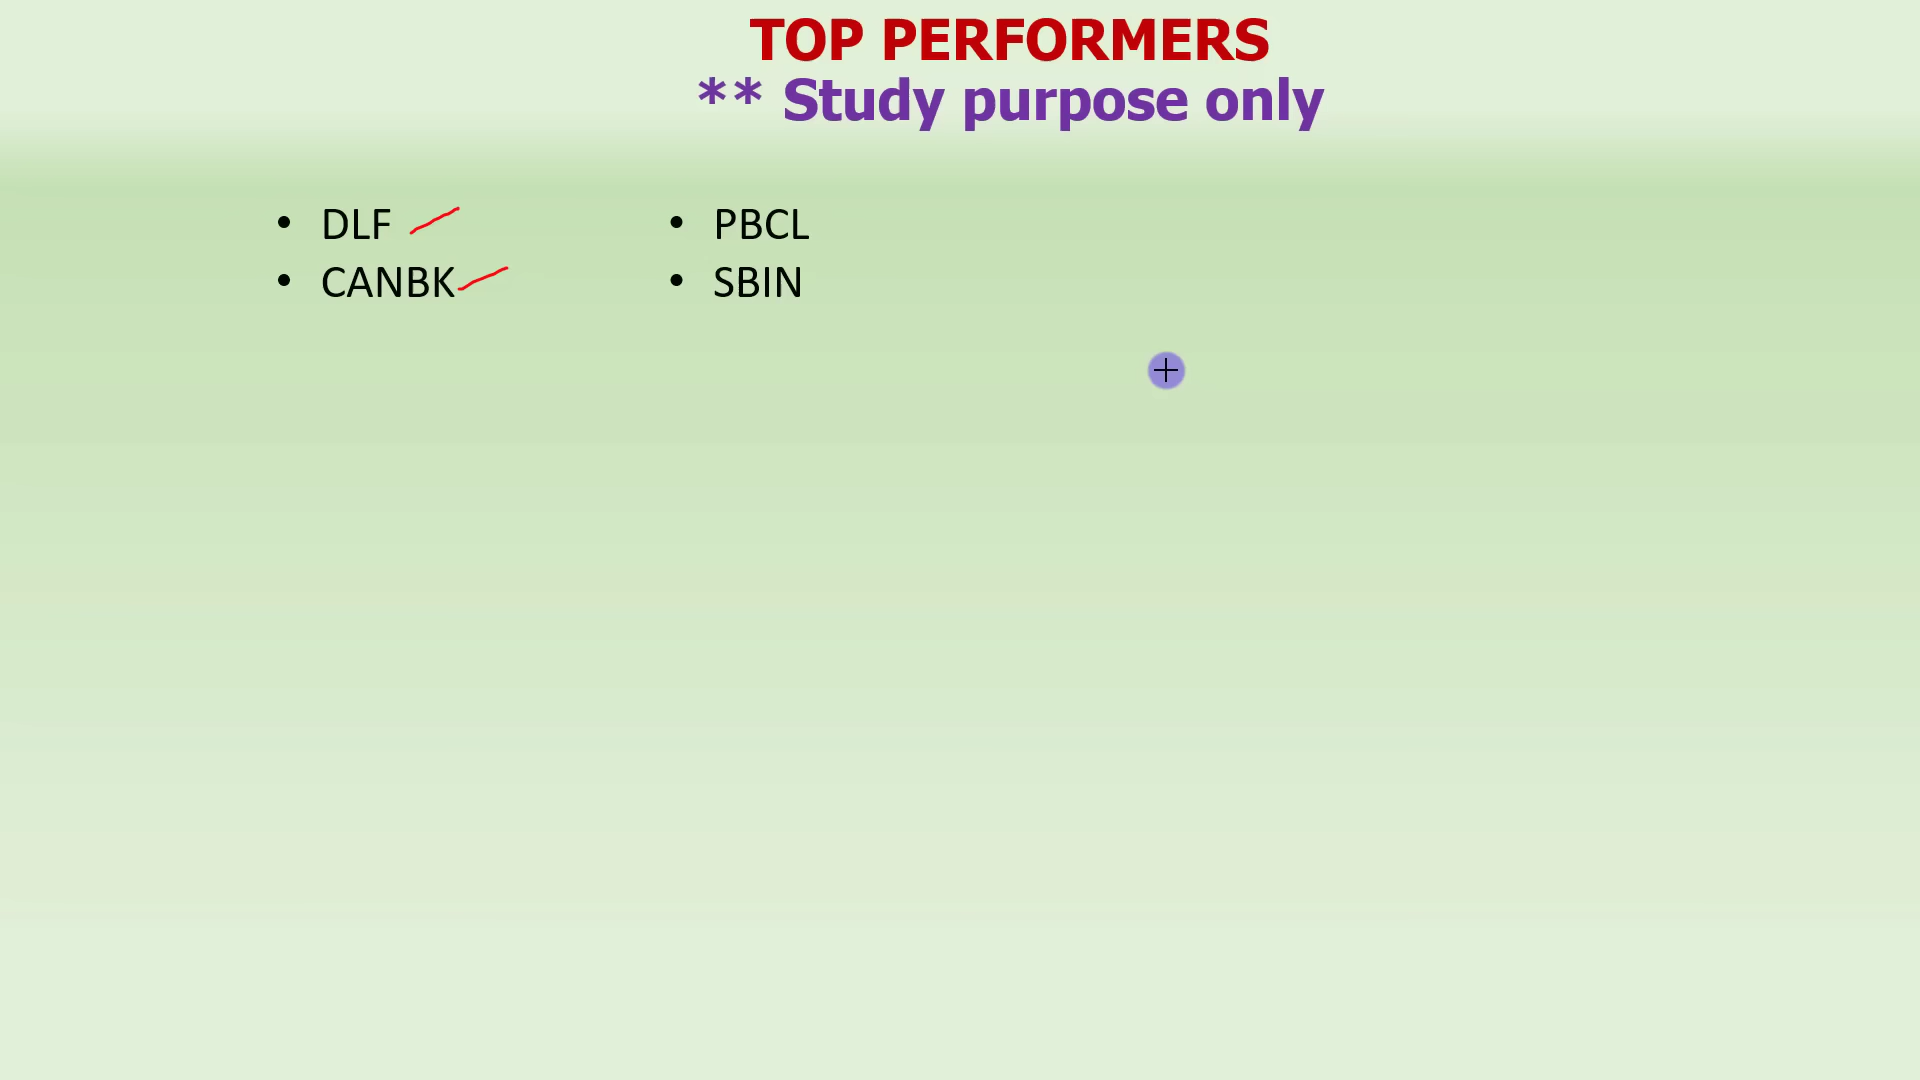 TOP PERFORMERS
** Study purpose only
• DLF
• CANBK
• PBCL
• SBIN